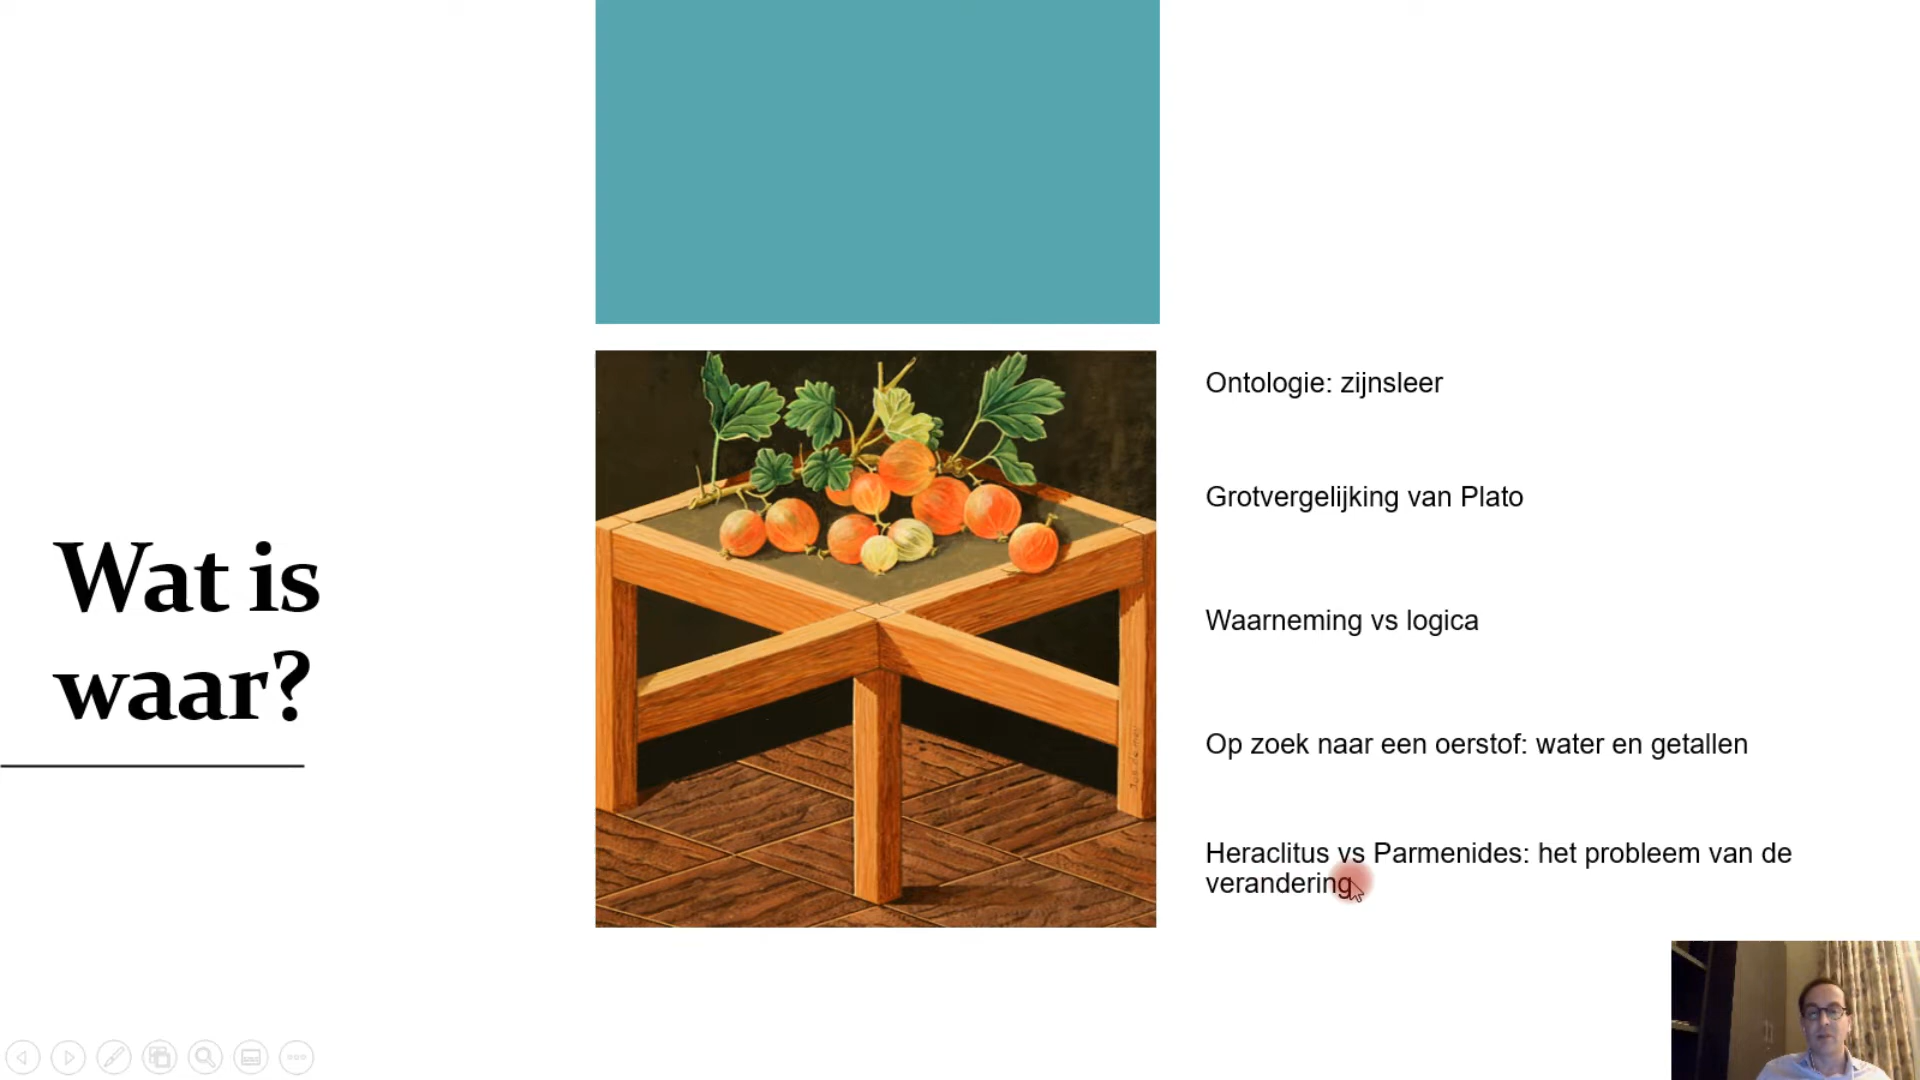 Wat is
waar?
Ontologie: zijnsleer
Grotvergelijking van Plato
Waarneming vs logica
Op zoek naar een oerstof: water en getallen
Heraclitus vs Parmenides: het probleem van de
verandering